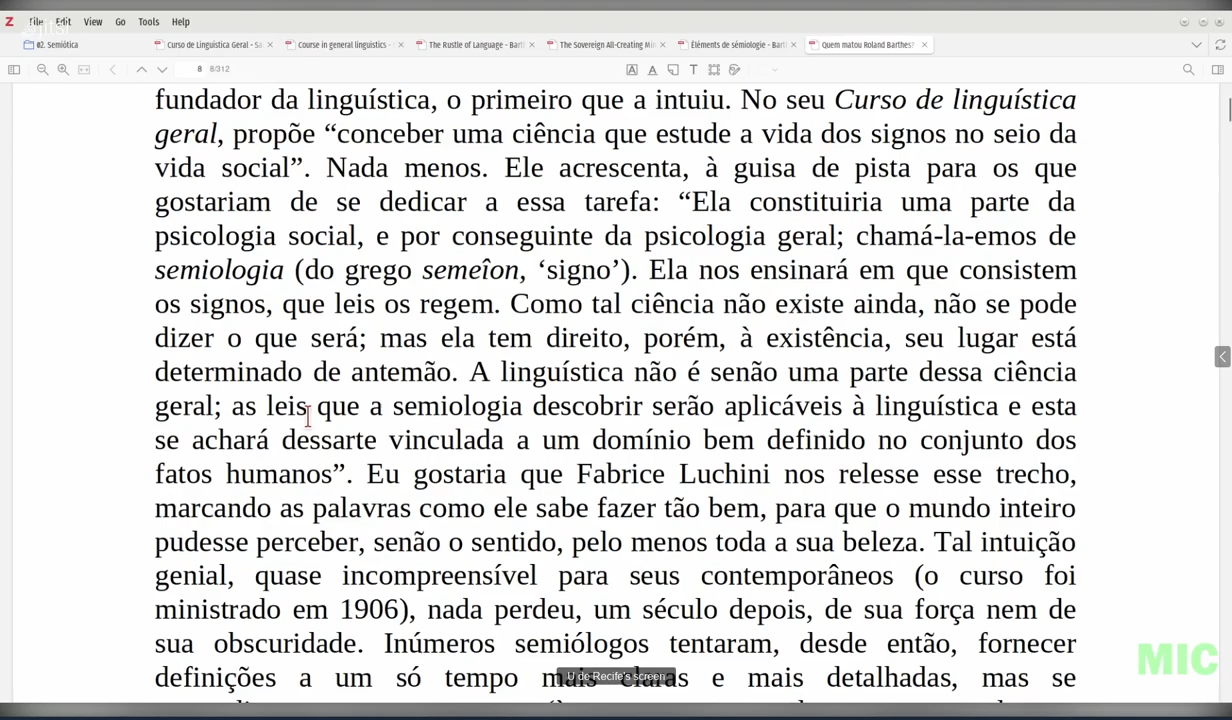 File Edit View Go Tools Help
#2. Semiótica
Curso de Linguística Geral - Sa
Course in general linguistics -
The Rustle of Language - Bart
The Sovereign All-Creating Mi
Éléments de sémiologie - Bart
Quem matou Roland Barthes?
8 8/312
fundador da linguística, o primeiro que a intuiu. No seu Curso de linguística
geral, propõe “conceber uma ciência que estude a vida dos signos no seio da
vida social”. Nada menos. Ele acrescenta, à guisa de pista para os que
gostariam de se dedicar a essa tarefa: “Ela constituiria uma parte da
psicologia social, e por conseguinte da psicologia geral; chamá-la-emos de
semiologia (do grego semeîon, ‘signo’). Ela nos ensinará em que consistem
os signos, que leis os regem. Como tal ciência não existe ainda, não se pode
dizer o que será; mas ela tem direito, porém, à existência, seu lugar está
determinado de antemão. A linguística não é senão uma parte dessa ciência
geral; as leis que a semiologia descobrir serão aplicáveis à linguística e esta
se achará dessarte vinculada a um domínio bem definido no conjunto dos
fatos humanos”. Eu gostaria que Fabrice Luchini nos relesse esse trecho,
marcando as palavras como ele sabe fazer tão bem, para que o mundo inteiro
pudesse perceber, senão o sentido, pelo menos toda a sua beleza. Tal intuição
genial, quase incompreensível para seus contemporâneos (o curso foi
ministrado em 1906), nada perdeu, um século depois, de sua força nem de
sua obscuridade. Inúmeros semiólogos tentaram, desde então, fornecer
definições a um só tempo mais claras e mais detalhadas, mas se
U de Recife's screen
MIC